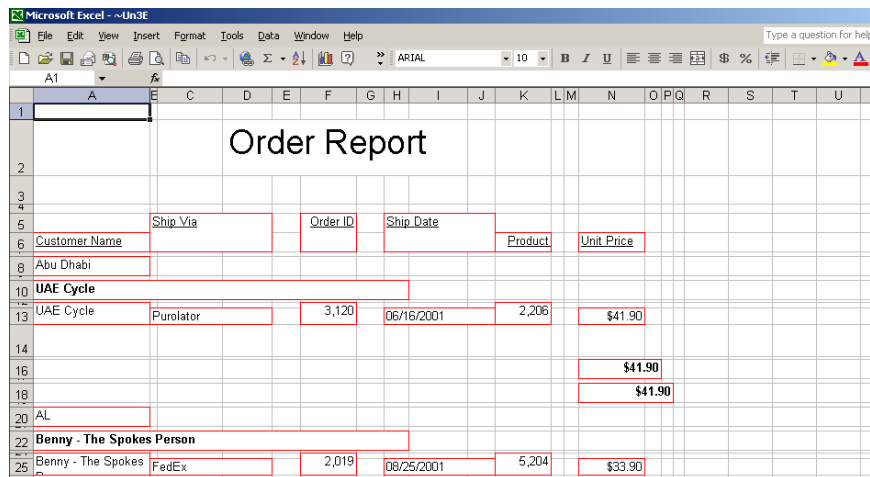 Microsoft Excel - ~Un3E
File Edit View Insert Format Tools Data Window Help Type a question for help
ARIAL 10 B I U $ %
A1 fx
A C D E F G H I J K L M N O P Q R S T U
1
2 Order Report
3
4
5 Ship Via Order ID Ship Date
6 Customer Name Product Unit Price
8 Abu Dhabi
10 UAE Cycle
13 UAE Cycle Purolator 3,120 06/16/2001 2,206 $41.90
14
16 $41.90
18 $41.90
20 AL
22 Benny - The Spokes Person
25 Benny - The Spokes FedEx 2,019 08/25/2001 5,204 $33.90